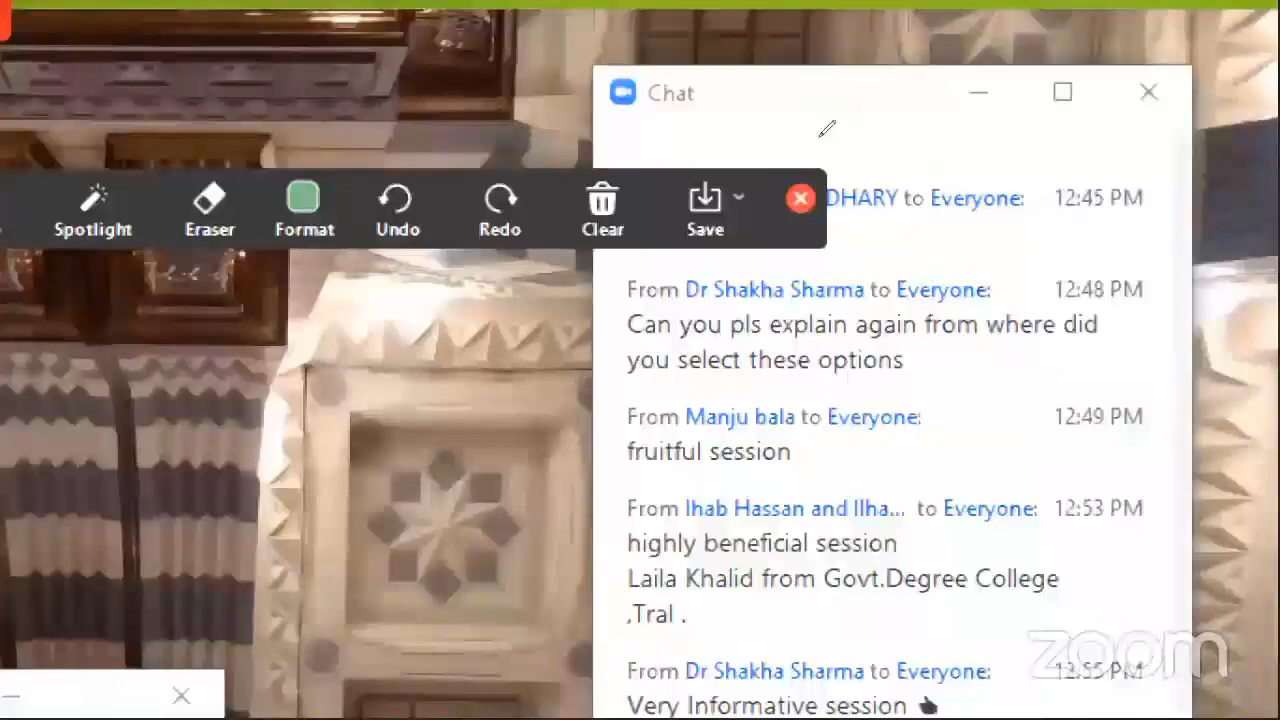 Chat
Spotlight Eraser Format Undo Redo Clear Save
DHARY to Everyone: 12:45 PM
From Dr Shakha Sharma to Everyone: 12:48 PM
Can you pls explain again from where did
you select these options
From Manju bala to Everyone: 12:49 PM
fruitful session
From Ihab Hassan and Ilha... to Everyone: 12:53 PM
highly beneficial session
Laila Khalid from Govt.Degree College
,Tral .
From Dr Shakha Sharma to Everyone: 12:55 PM
Very Informative session
zoom